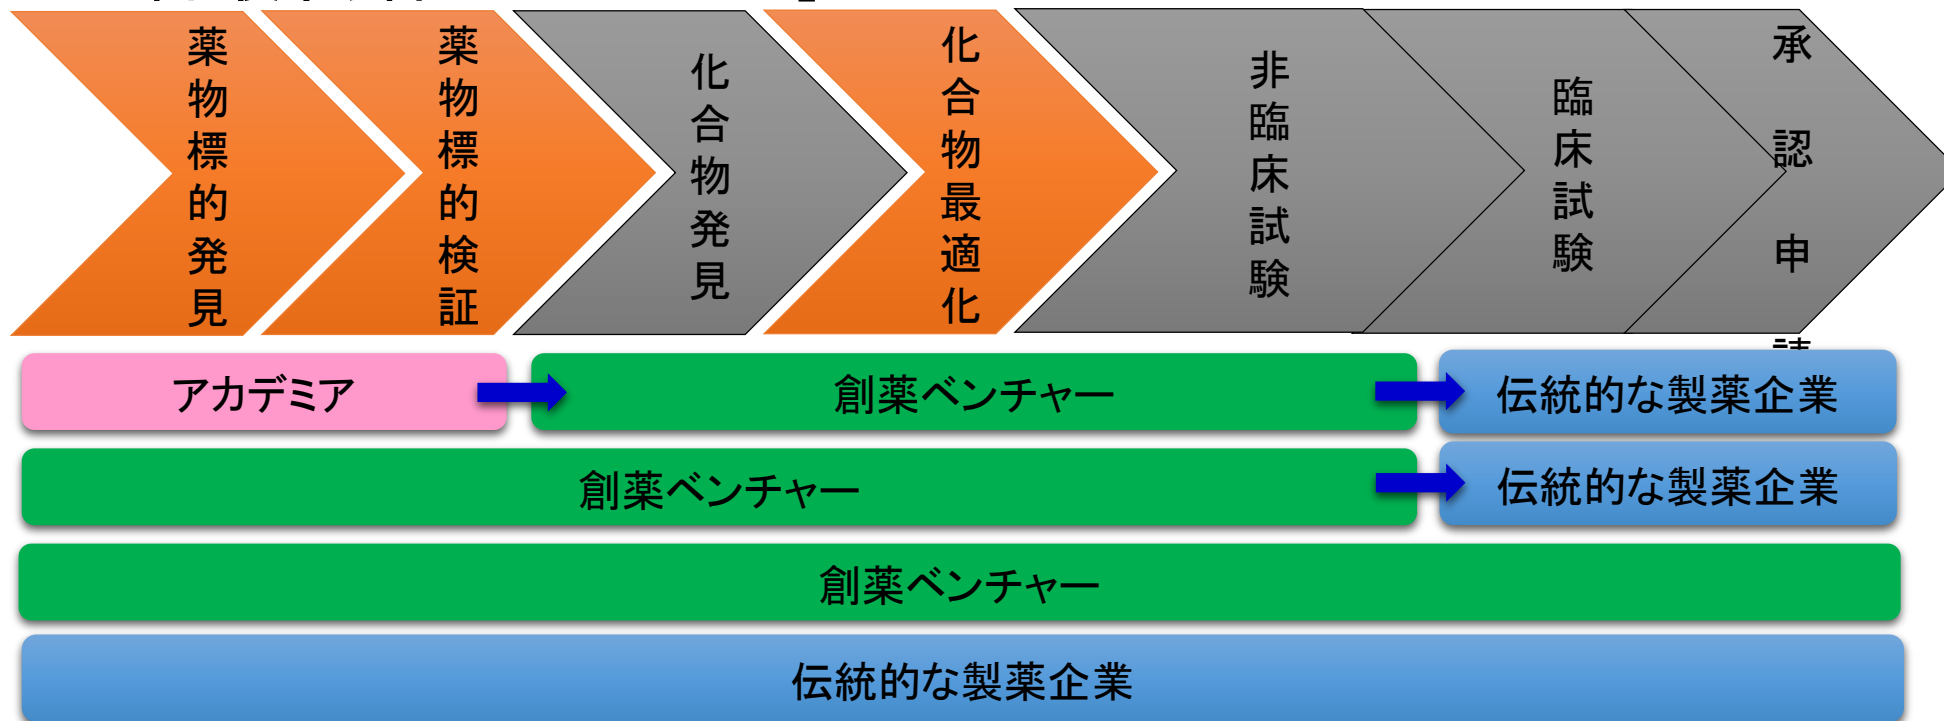 薬物標的発見
薬物標的検証
化合物発見
化合物最適化
非臨床試験
臨床試験
承認申
アカデミア
創薬ベンチャー
伝統的な製薬企業
創薬ベンチャー
伝統的な製薬企業
創薬ベンチャー
伝統的な製薬企業